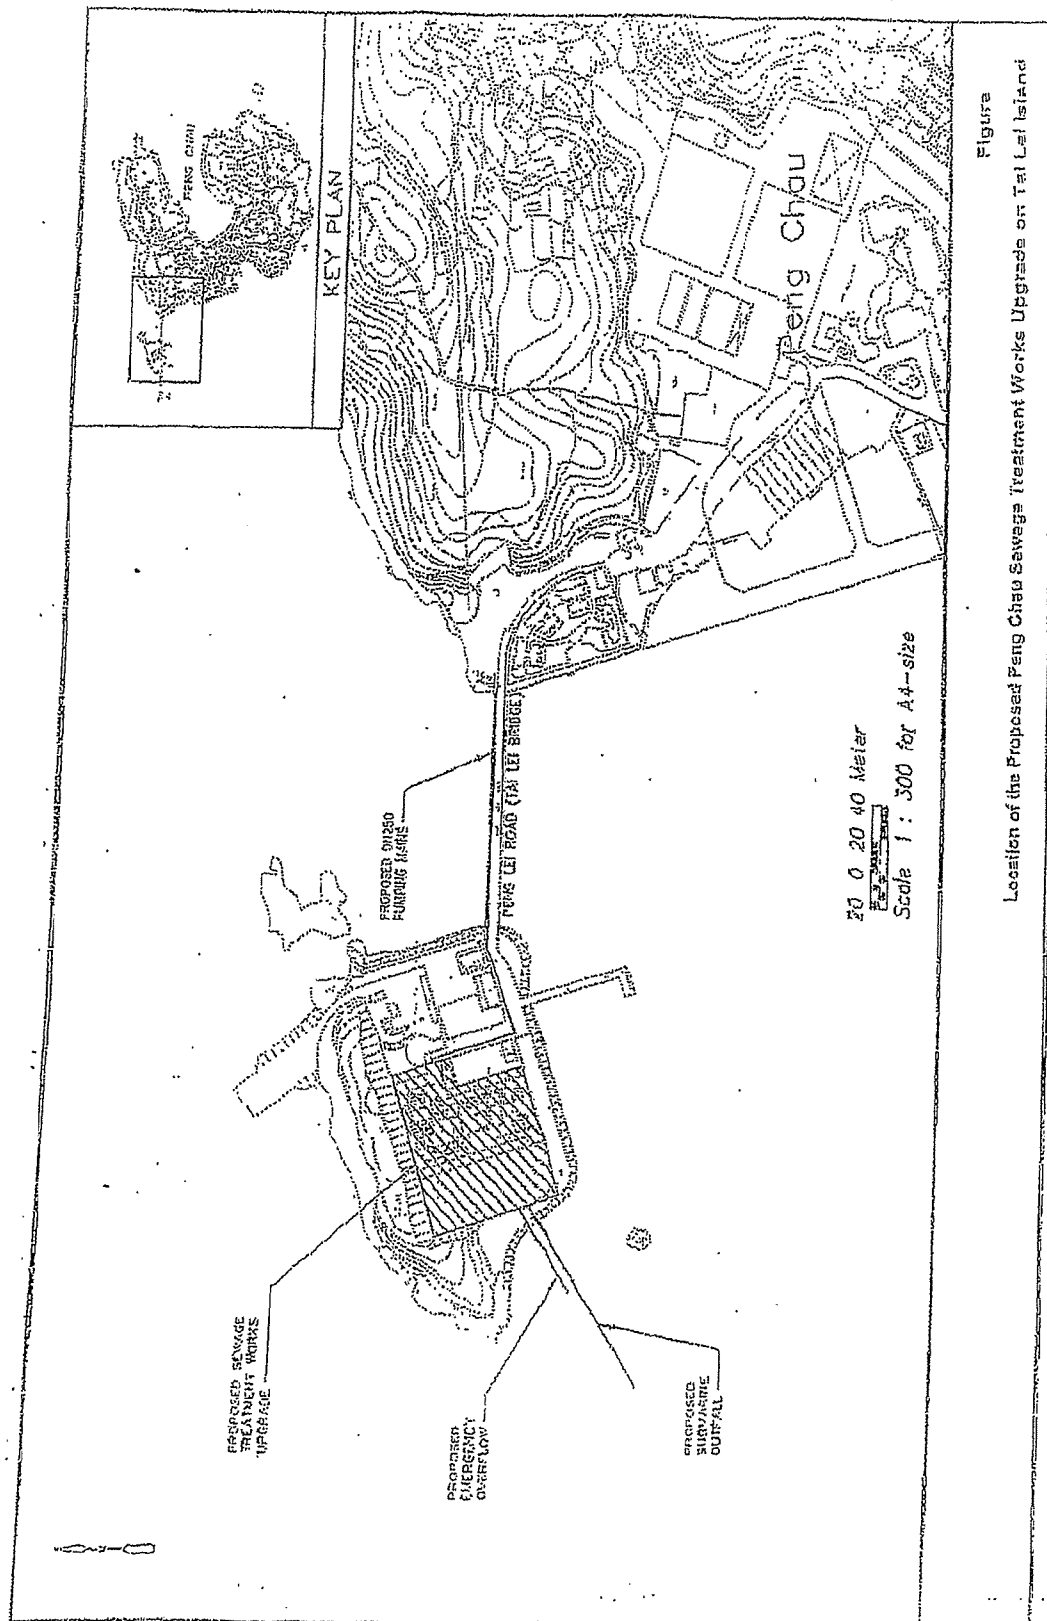 PENG CHAU
KEY PLAN
Peng Chau
PROPOSED DN250
PUMPING MAINS
PENG LEI ROAD (TAI LEI BRIDGE)
PROPOSED SEWAGE
TREATMENT WORKS
UPGRADE
PROPOSED
EMERGENCY
OVERFLOW
PROPOSED
SUBMARINE
OUTFALL
20 0 20 40 Meter
Scale 1 : 300 for A4-size
Figure
Location of the Proposed Peng Chau Sewage Treatment Works Upgrade on Tai Lei Island